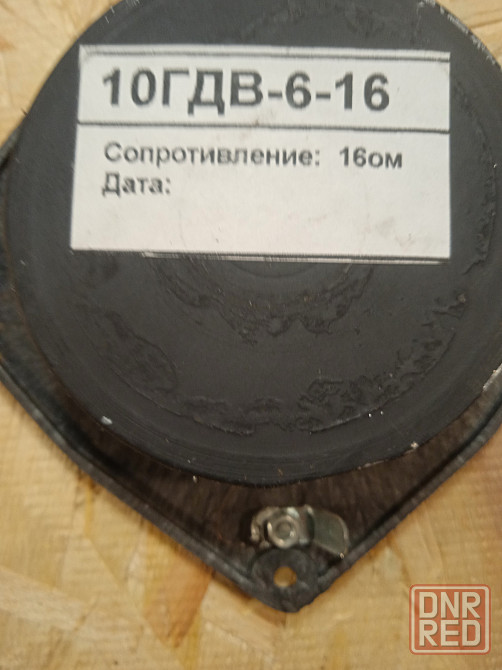 10ГДВ-6-16
Сопротивление: 16ом
Дата:
DNR
RED